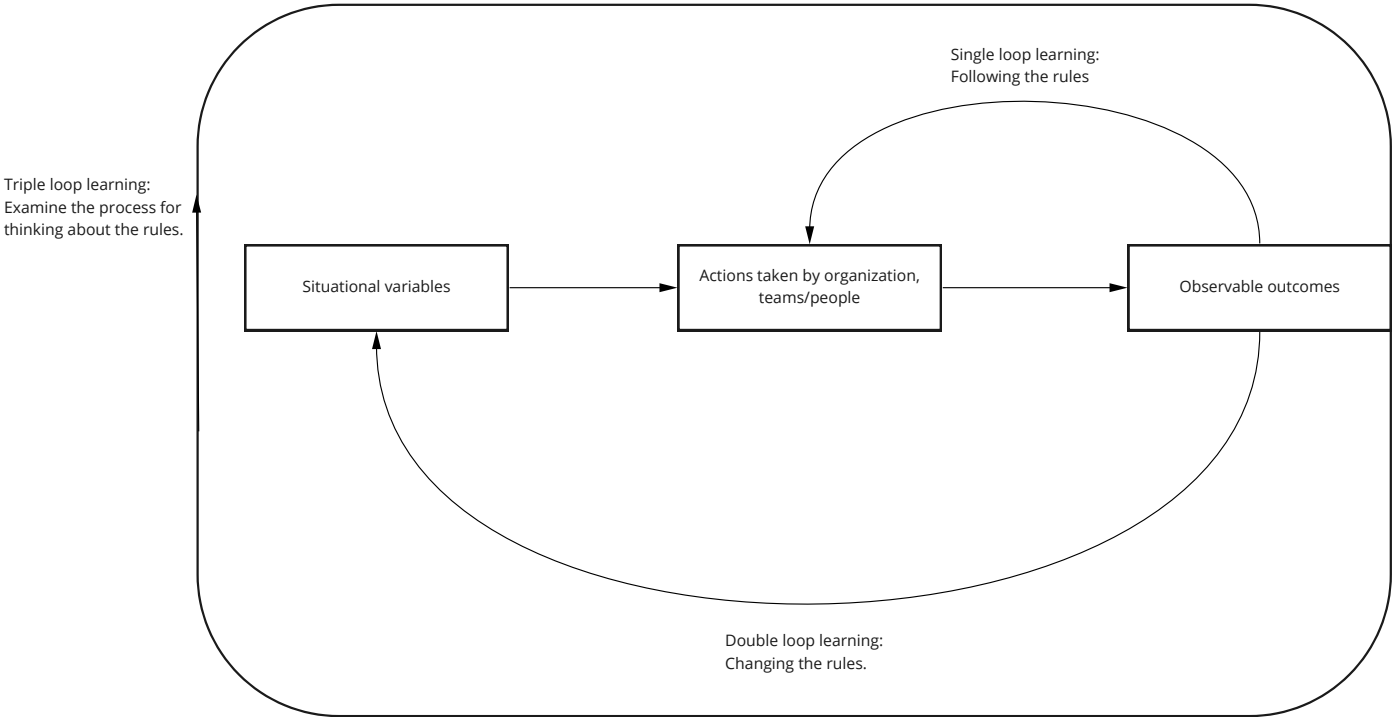 Single loop learning:
Following the rules
Triple loop learning:
Examine the process for
thinking about the rules.
Situational variables
Actions taken by organization,
teams/people
Observable outcomes
Double loop learning:
Changing the rules.